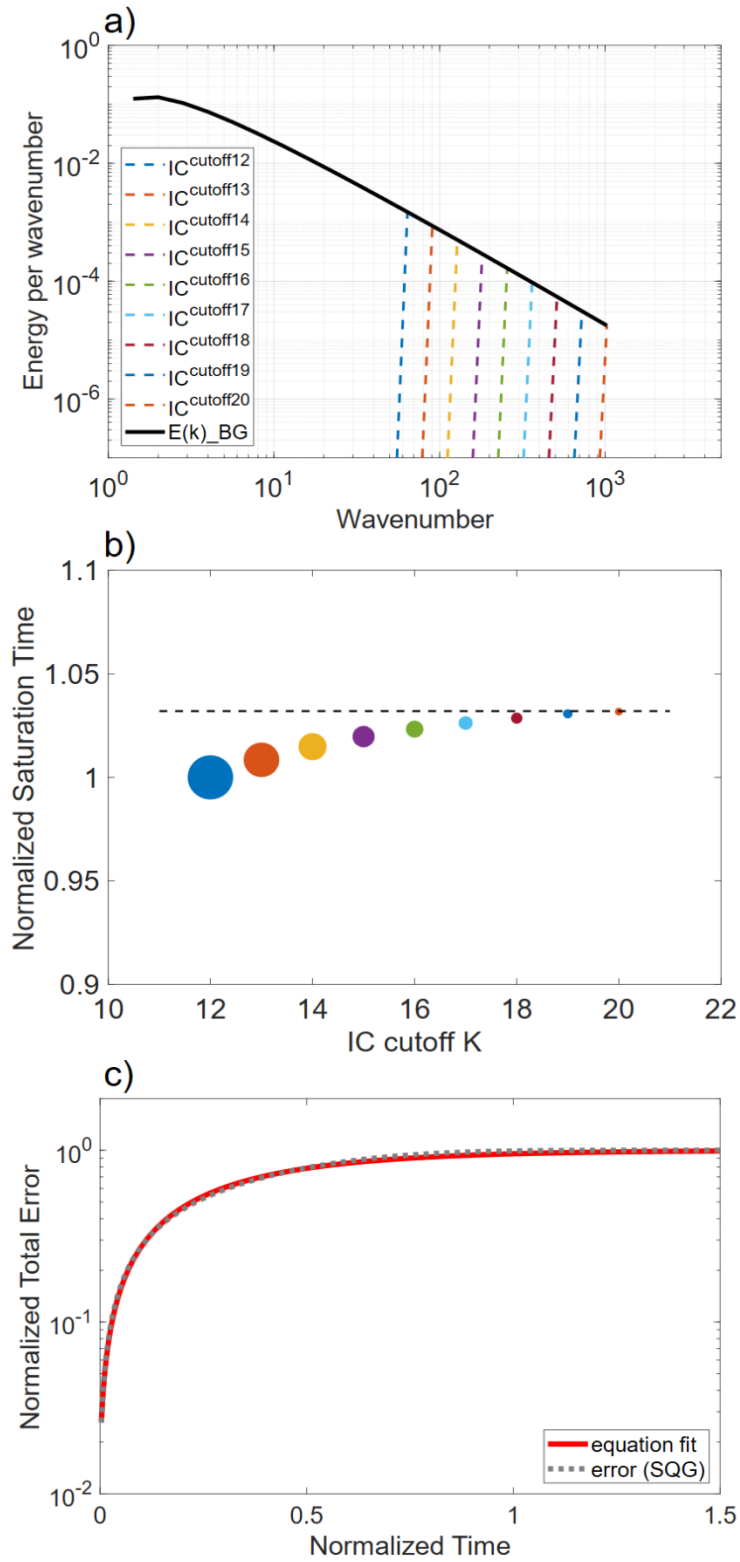 a)
10^0
10^-2
10^-4
10^-6
Energy per wavenumber
IC^cutoff12
IC^cutoff13
IC^cutoff14
IC^cutoff15
IC^cutoff16
IC^cutoff17
IC^cutoff18
IC^cutoff19
IC^cutoff20
E(k)_BG
10^0 10^1 10^2 10^3
Wavenumber
b)
1.1
1.05
1
0.95
0.9
Normalized Saturation Time
10 12 14 16 18 20 22
IC cutoff K
c)
10^0
10^-1
10^-2
Normalized Total Error
equation fit
error (SQG)
0 0.5 1 1.5
Normalized Time